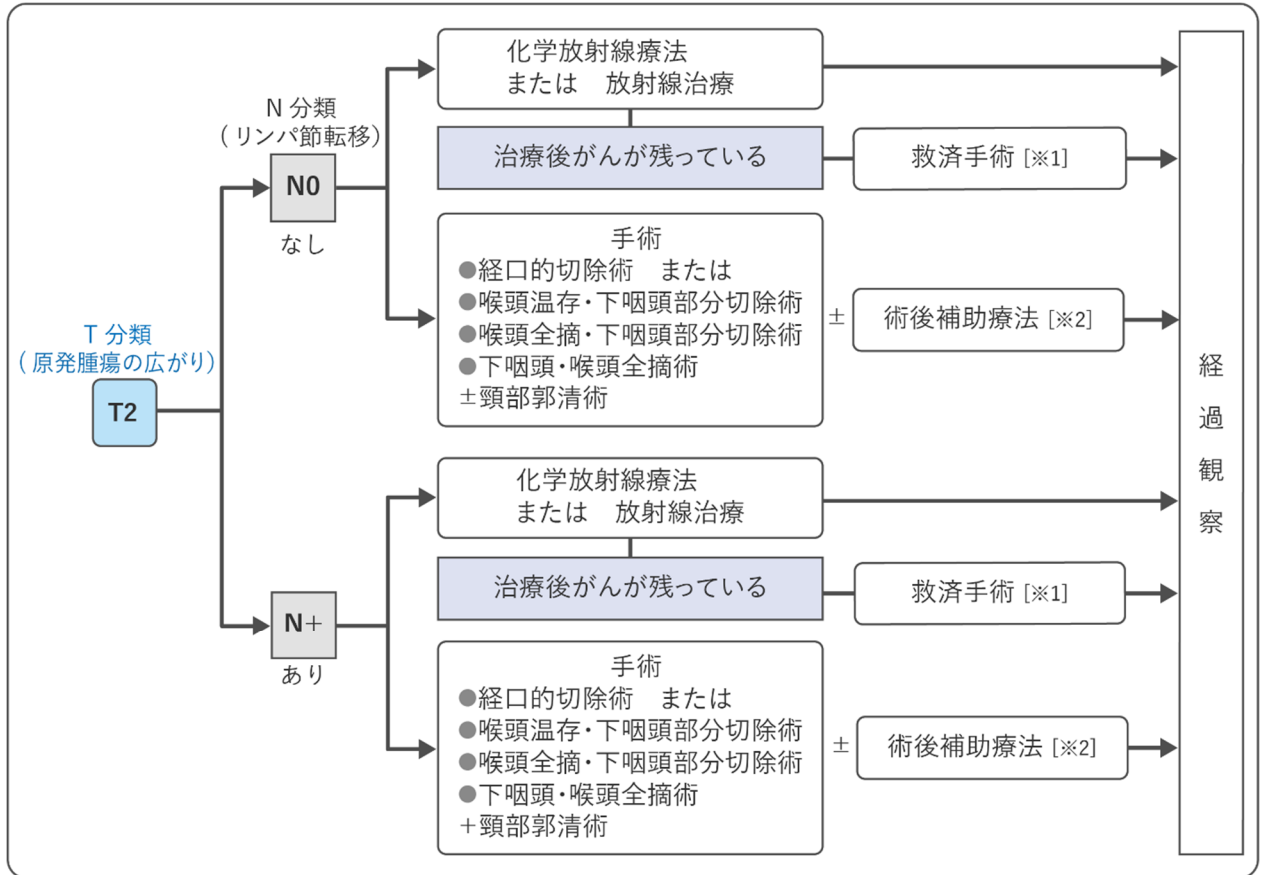 T 分類
（原発腫瘍の広がり）
T2
N 分類
（リンパ節転移）
N0
なし
化学放射線療法
または　放射線治療
治療後がんが残っている
救済手術 [※1]
手術
●経口的切除術　または
●喉頭温存・下咽頭部分切除術
●喉頭全摘・下咽頭部分切除術
●下咽頭・喉頭全摘術
±頸部郭清術
±
術後補助療法 [※2]
N+
あり
化学放射線療法
または　放射線治療
治療後がんが残っている
救済手術 [※1]
手術
●経口的切除術　または
●喉頭温存・下咽頭部分切除術
●喉頭全摘・下咽頭部分切除術
●下咽頭・喉頭全摘術
+頸部郭清術
±
術後補助療法 [※2]
経過観察